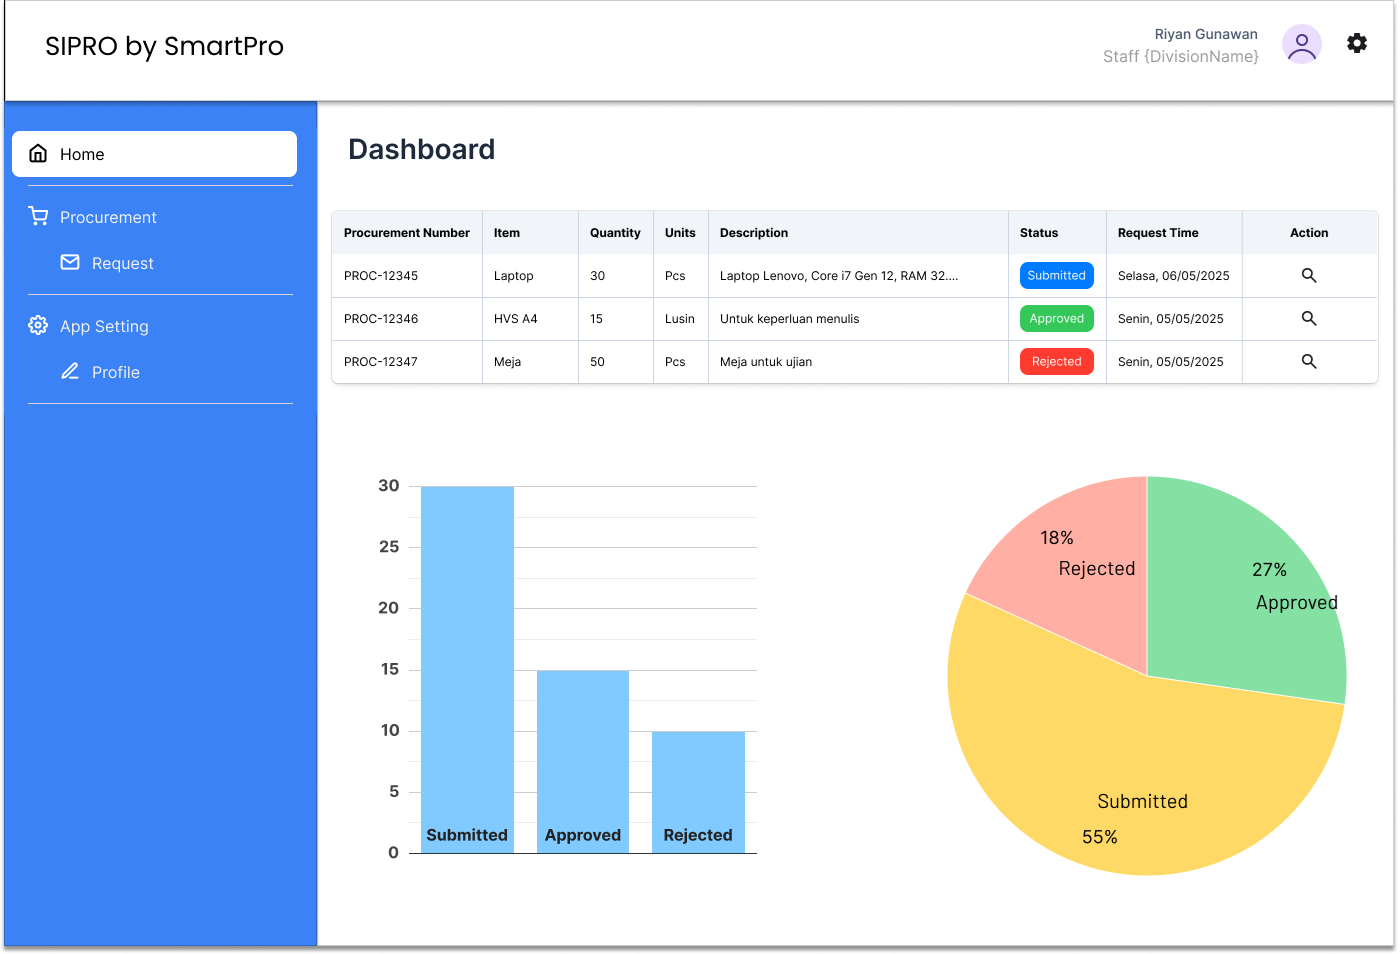 SIPRO by SmartPro
Riyan Gunawan
Staff {DivisionName}
Home
Procurement
Request
App Setting
Profile
Dashboard
Procurement Number Item Quantity Units Description Status Request Time Action
PROC-12345 Laptop 30 Pcs Laptop Lenovo, Core i7 Gen 12, RAM 32.... Submitted Selasa, 06/05/2025
PROC-12346 HVS A4 15 Lusin Untuk keperluan menulis Approved Senin, 05/05/2025
PROC-12347 Meja 50 Pcs Meja untuk ujian Rejected Senin, 05/05/2025
30
25
20
15
10
5
0
Submitted Approved Rejected
18%
Rejected
27%
Approved
Submitted
55%